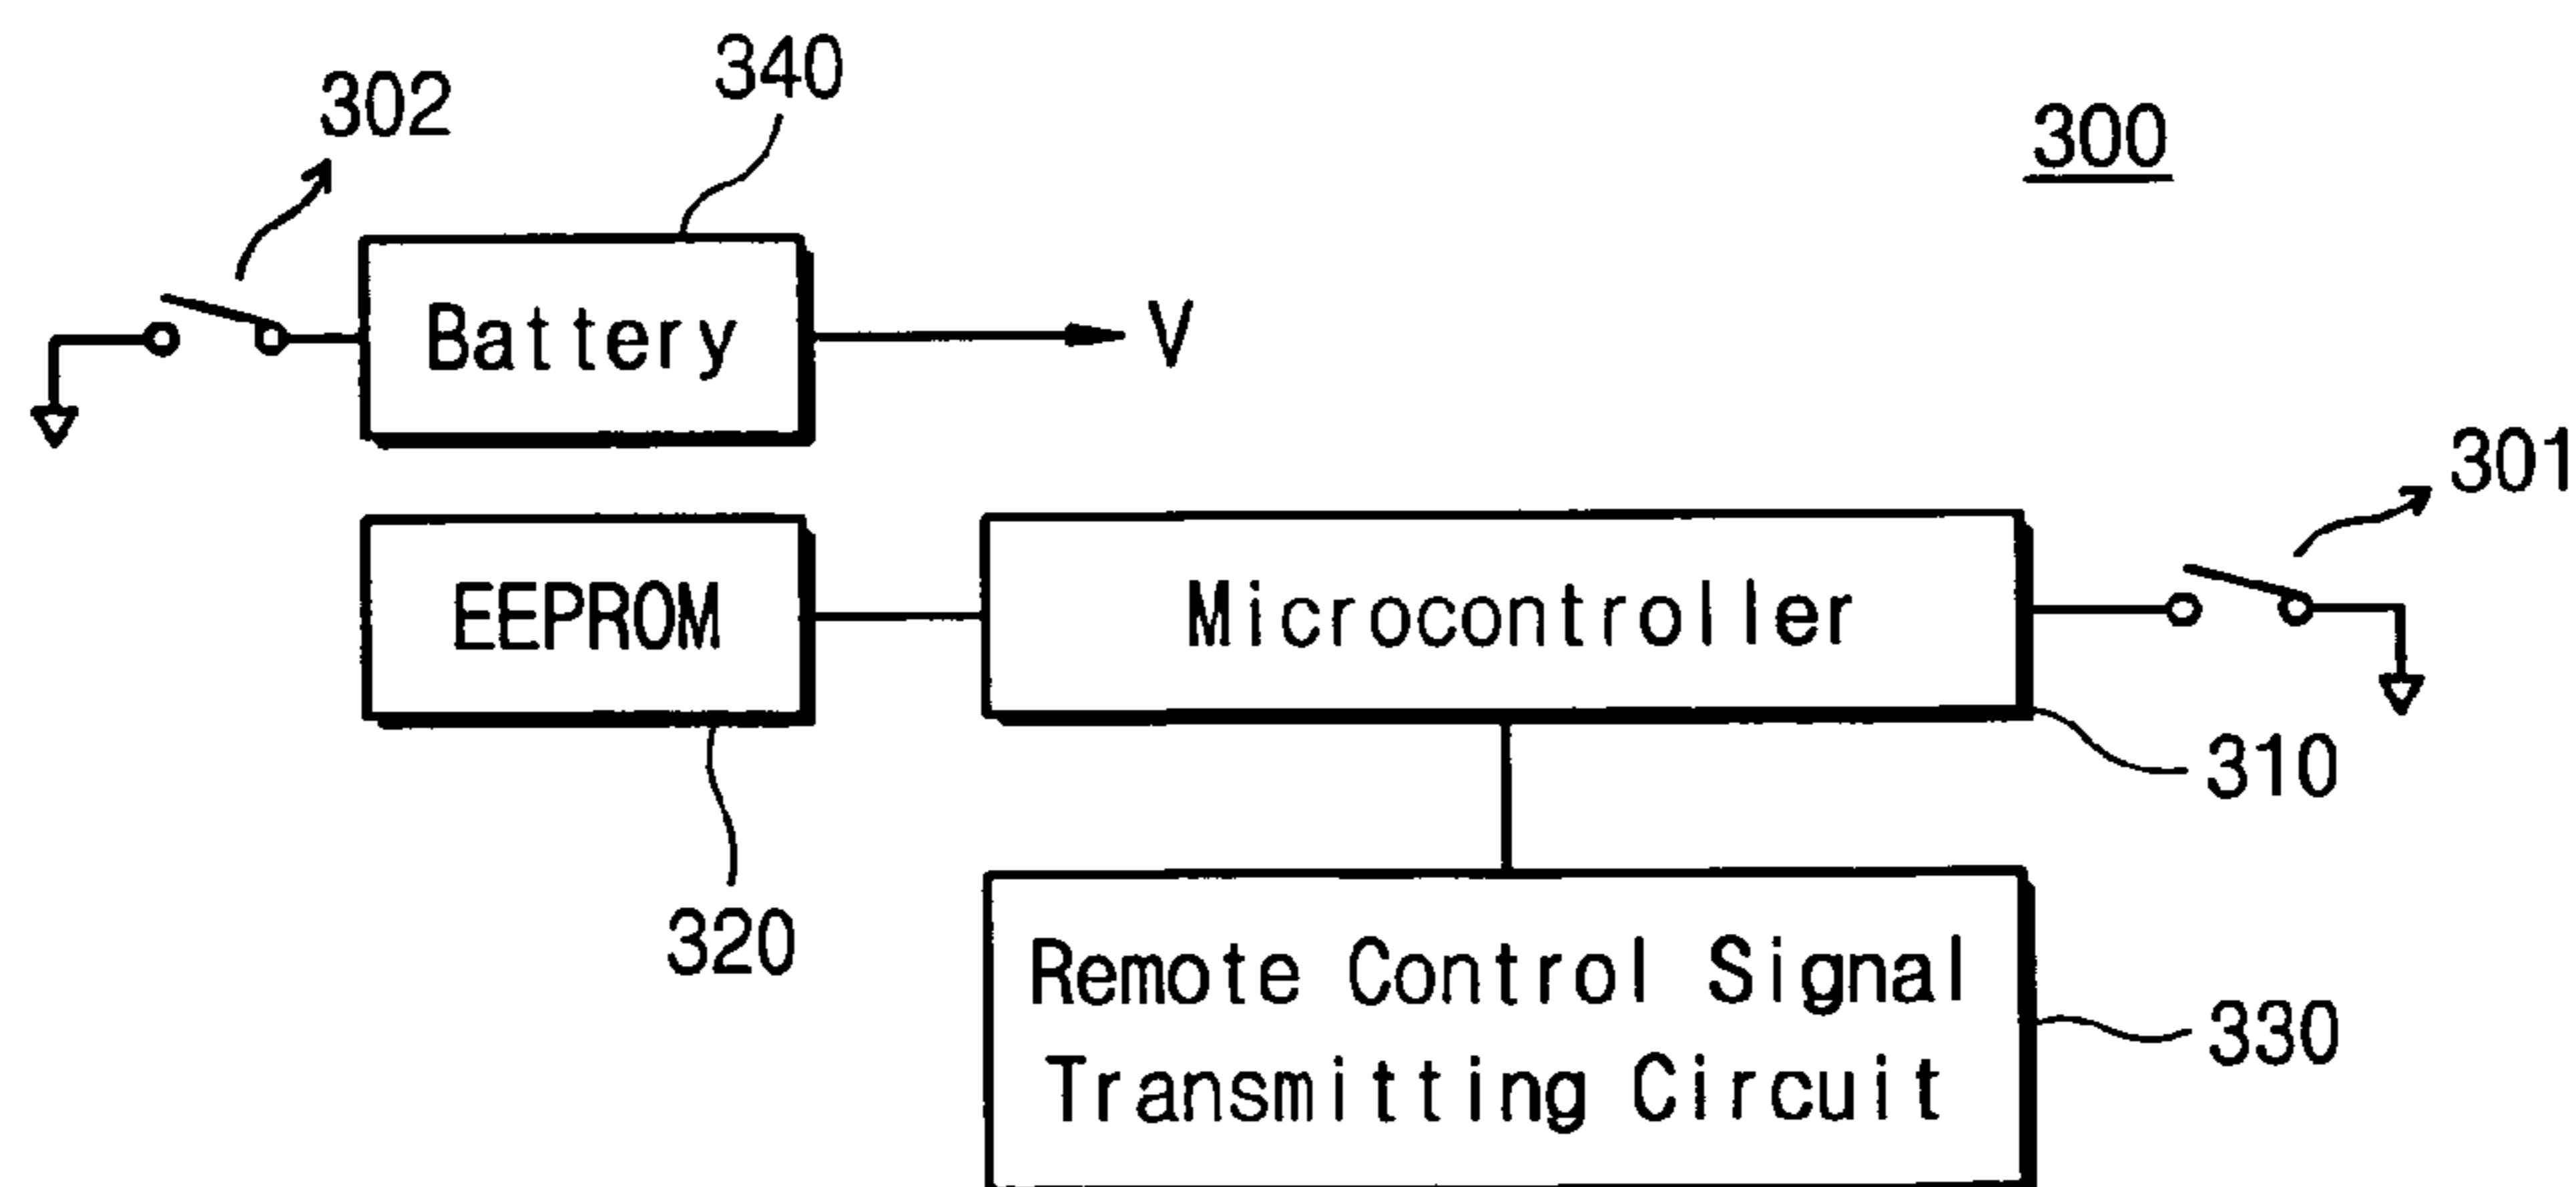 340
302
300
Battery
V
301
EEPROM
Microcontroller
310
320
Remote Control Signal
Transmitting Circuit
330